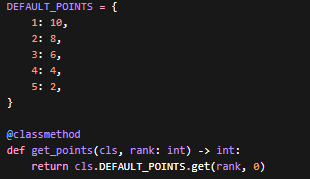 DEFAULT_POINTS = {
    1: 10,
    2: 8,
    3: 6,
    4: 4,
    5: 2,
}

@classmethod
def get_points(cls, rank: int) -> int:
    return cls.DEFAULT_POINTS.get(rank, 0)